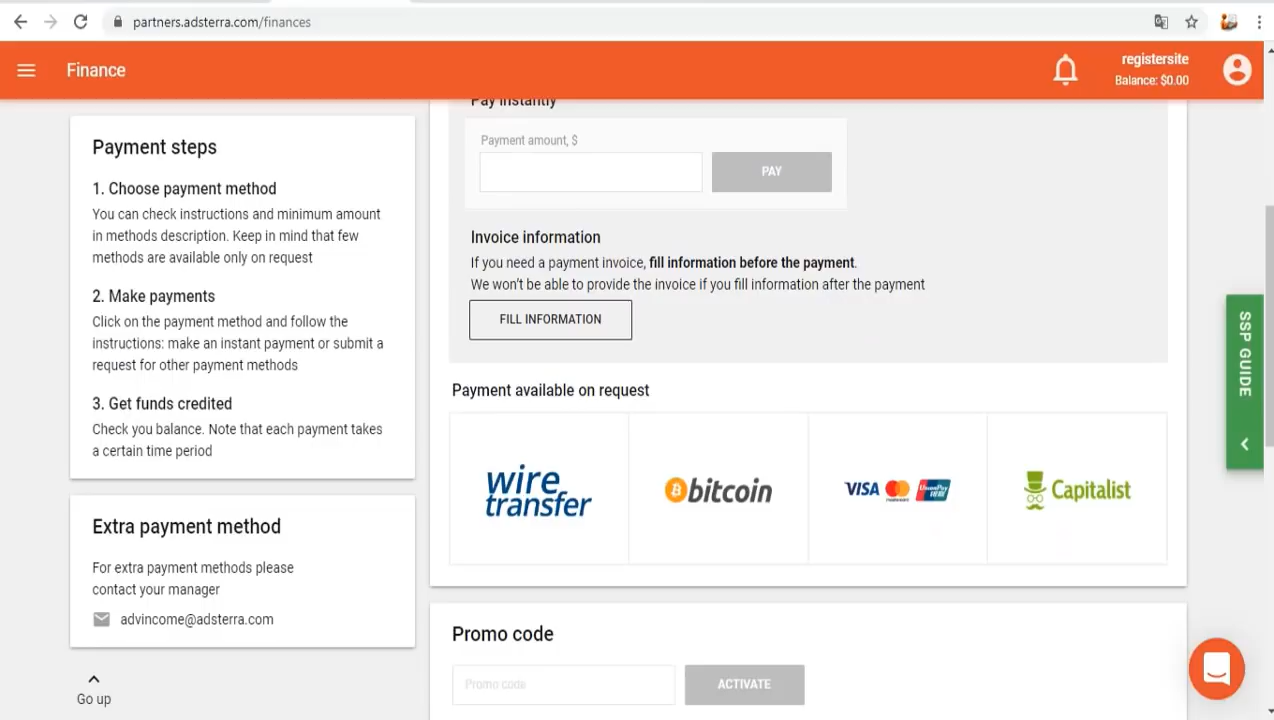 partners.adsterra.com/finances
Finance
registersite
Balance: $0.00
Payment steps
1. Choose payment method
You can check instructions and minimum amount
in methods description. Keep in mind that few
methods are available only on request
2. Make payments
Click on the payment method and follow the
instructions: make an instant payment or submit a
request for other payment methods
3. Get funds credited
Check you balance. Note that each payment takes
a certain time period
Extra payment method
For extra payment methods please
contact your manager
advincome@adsterra.com
Go up
Pay instantly
Payment amount, $
PAY
Invoice information
If you need a payment invoice, fill information before the payment.
We won't be able to provide the invoice if you fill information after the payment
FILL INFORMATION
Payment available on request
wire
transfer
bitcoin
VISA
UnionPay
Capitalist
Promo code
Promo code
ACTIVATE
SSP GUIDE